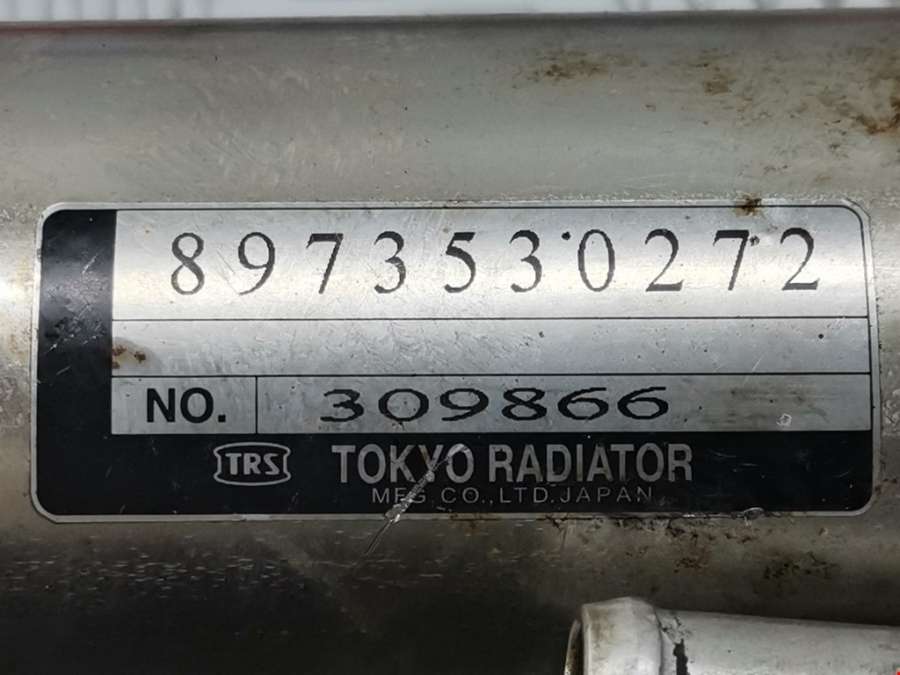 8973530272
NO. 309866
TRS TOKYO RADIATOR
MFG. CO., LTD. JAPAN